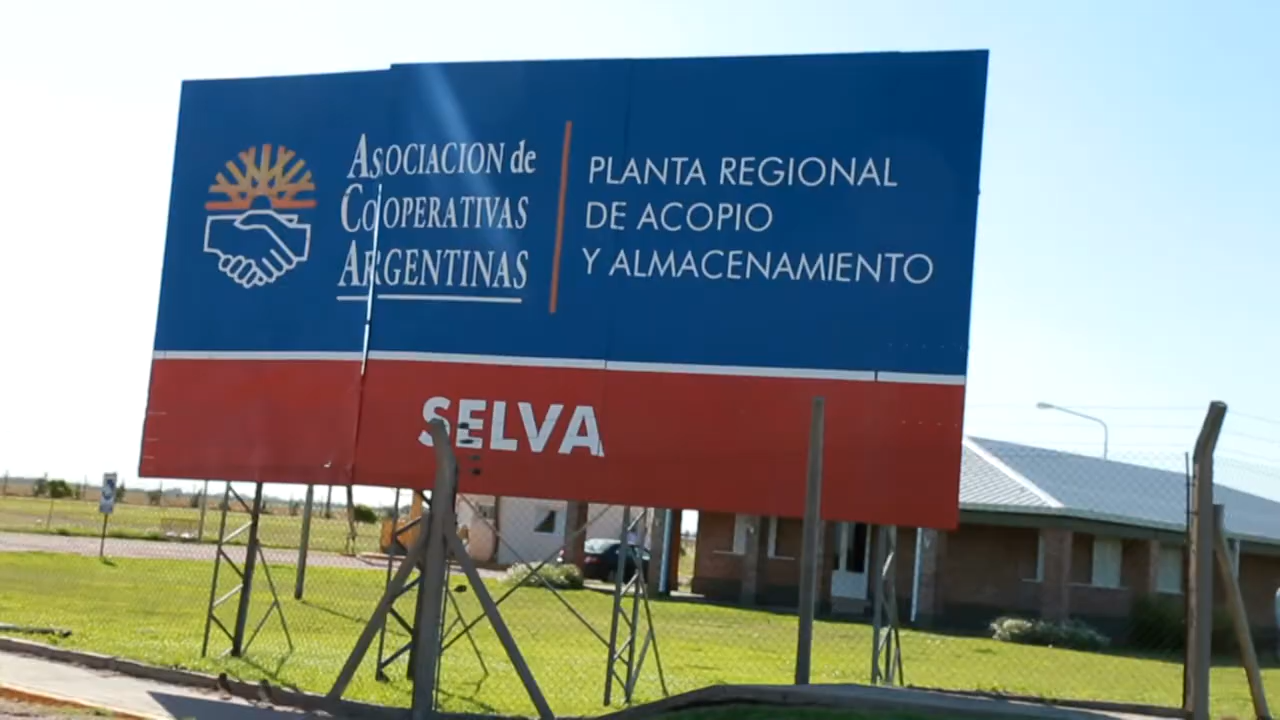 ASOCIACION de
COOPERATIVAS
ARGENTINAS
PLANTA REGIONAL
DE ACOPIO
Y ALMACENAMIENTO
SELVA